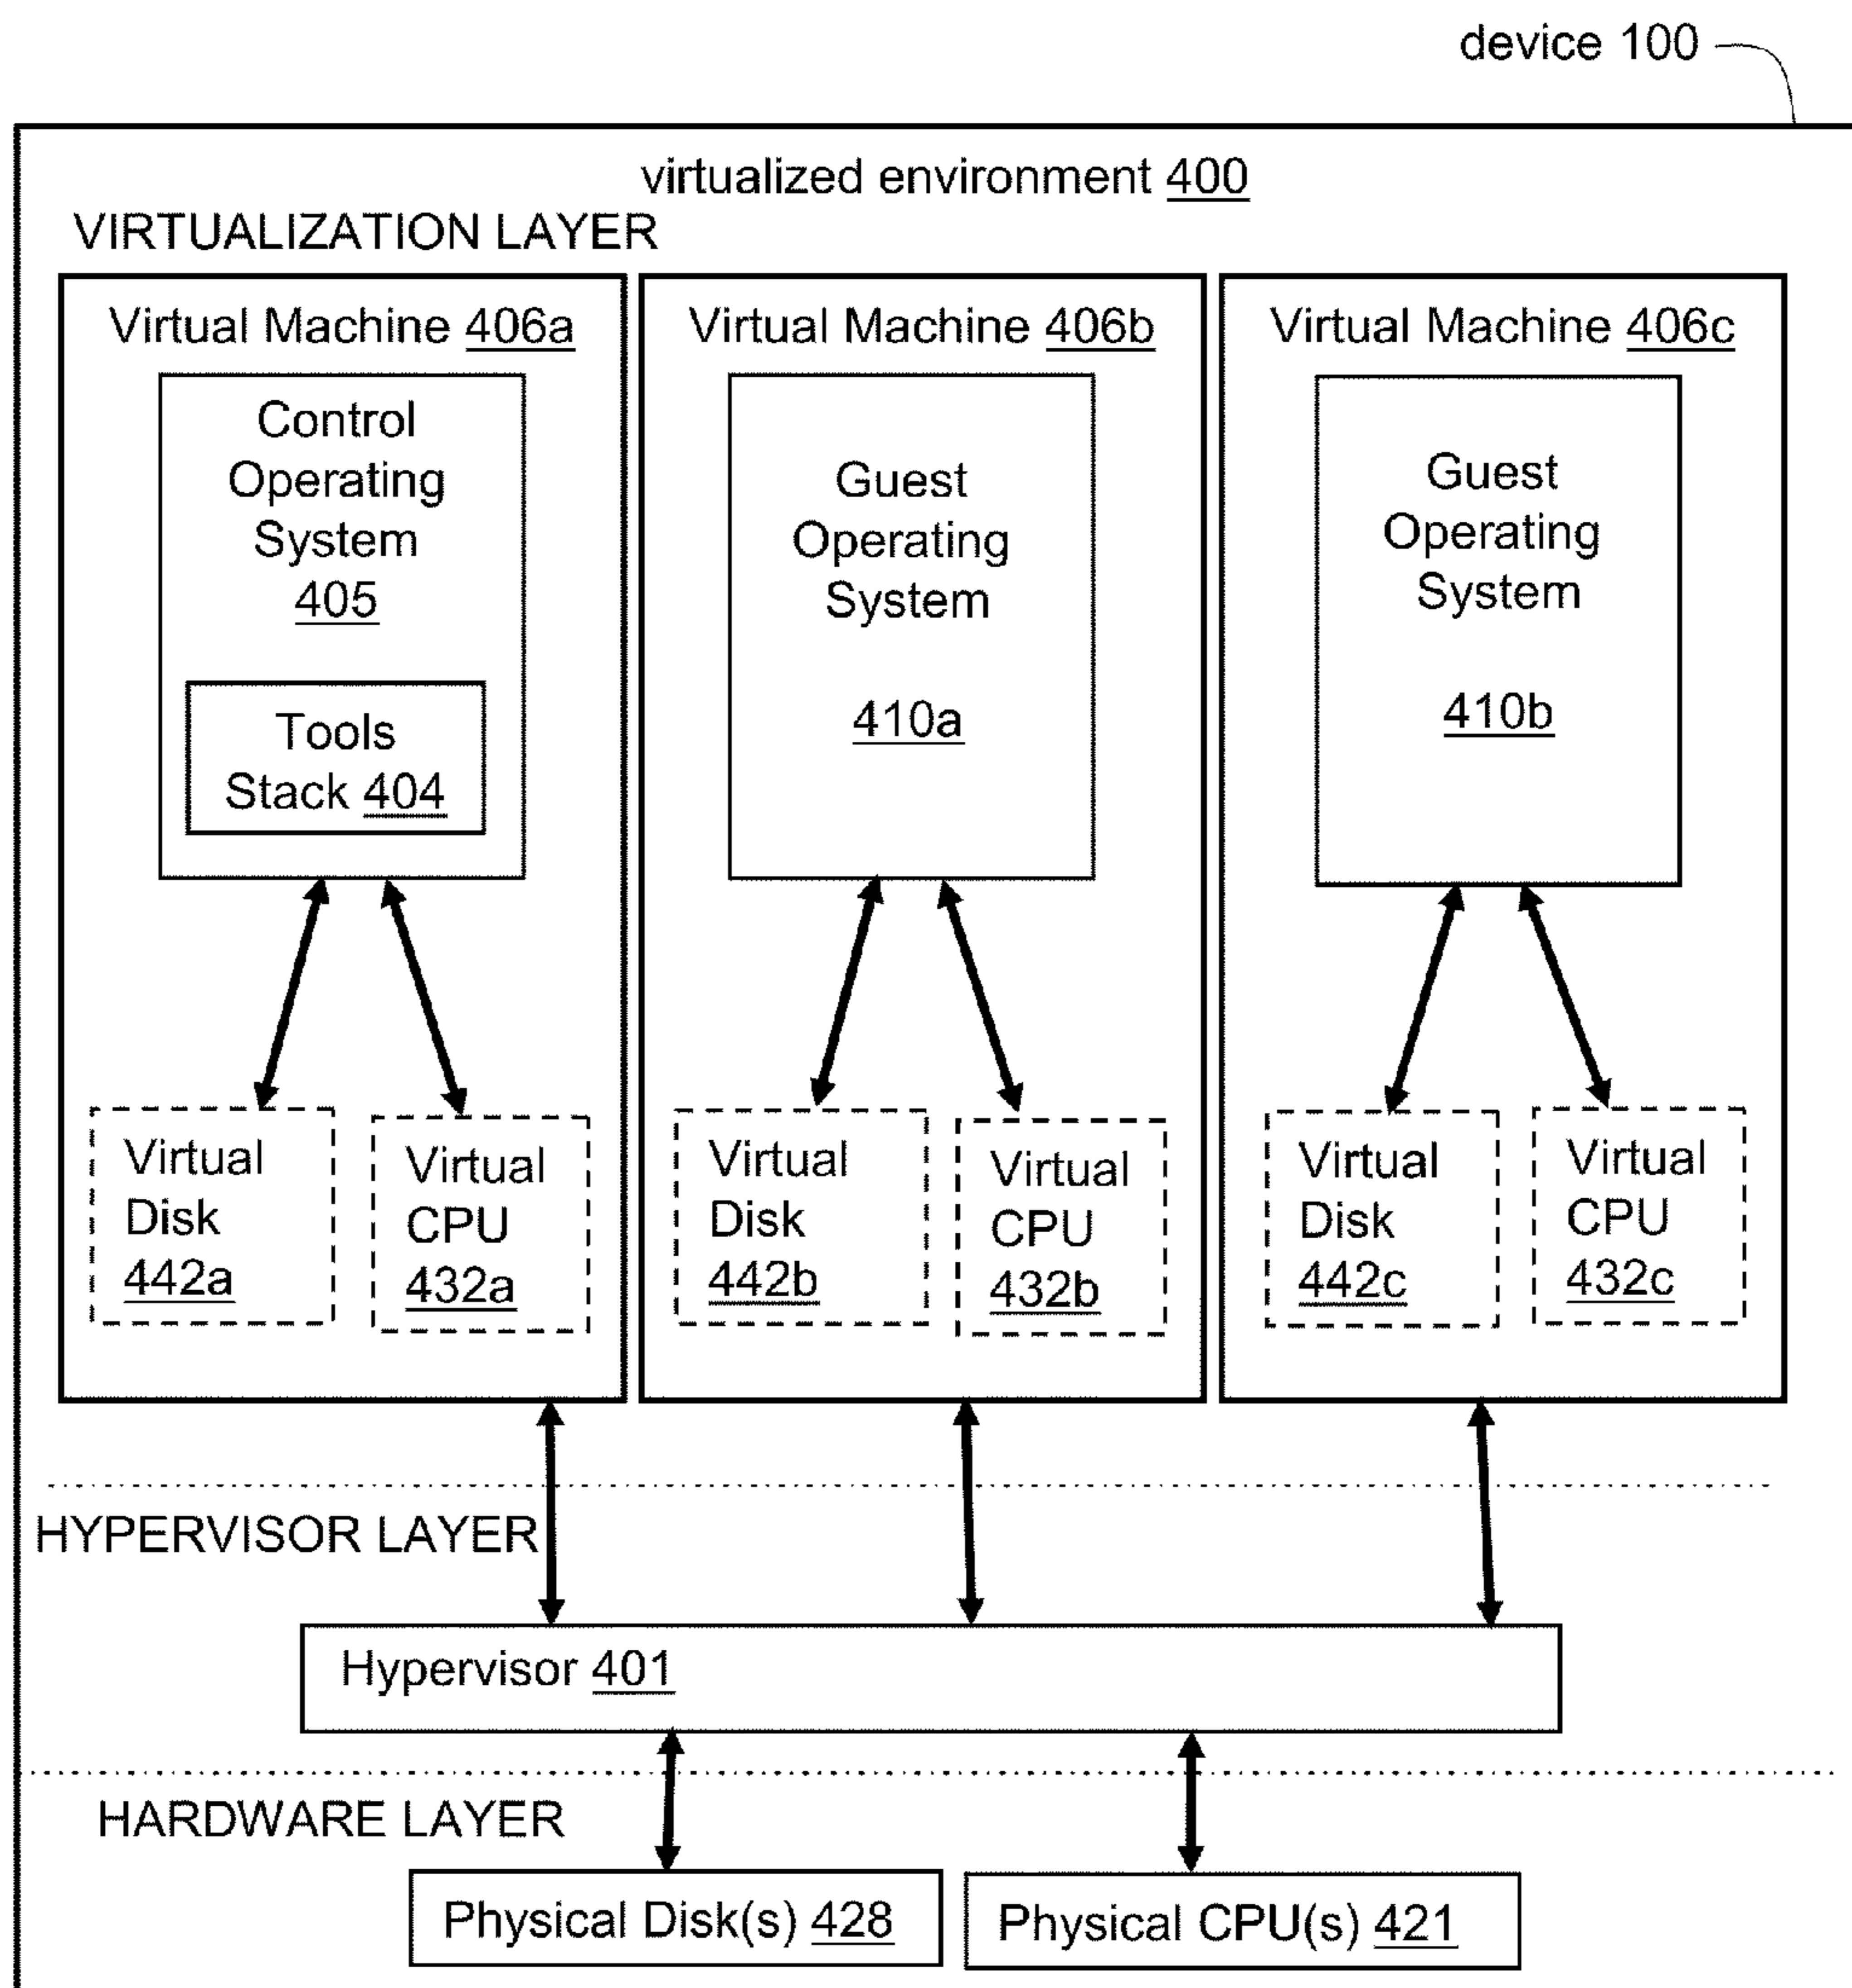 device 100
virtualized environment 400
VIRTUALIZATION LAYER
Virtual Machine 406a
Control
Operating
System
405
Tools
Stack 404
Virtual
Disk
442a
Virtual
CPU
432a
Virtual Machine 406b
Guest
Operating
System
410a
Virtual
Disk
442b
Virtual
CPU
432b
Virtual Machine 406c
Guest
Operating
System
410b
Virtual
Disk
442c
Virtual
CPU
432c
HYPERVISOR LAYER
Hypervisor 401
HARDWARE LAYER
Physical Disk(s) 428
Physical CPU(s) 421